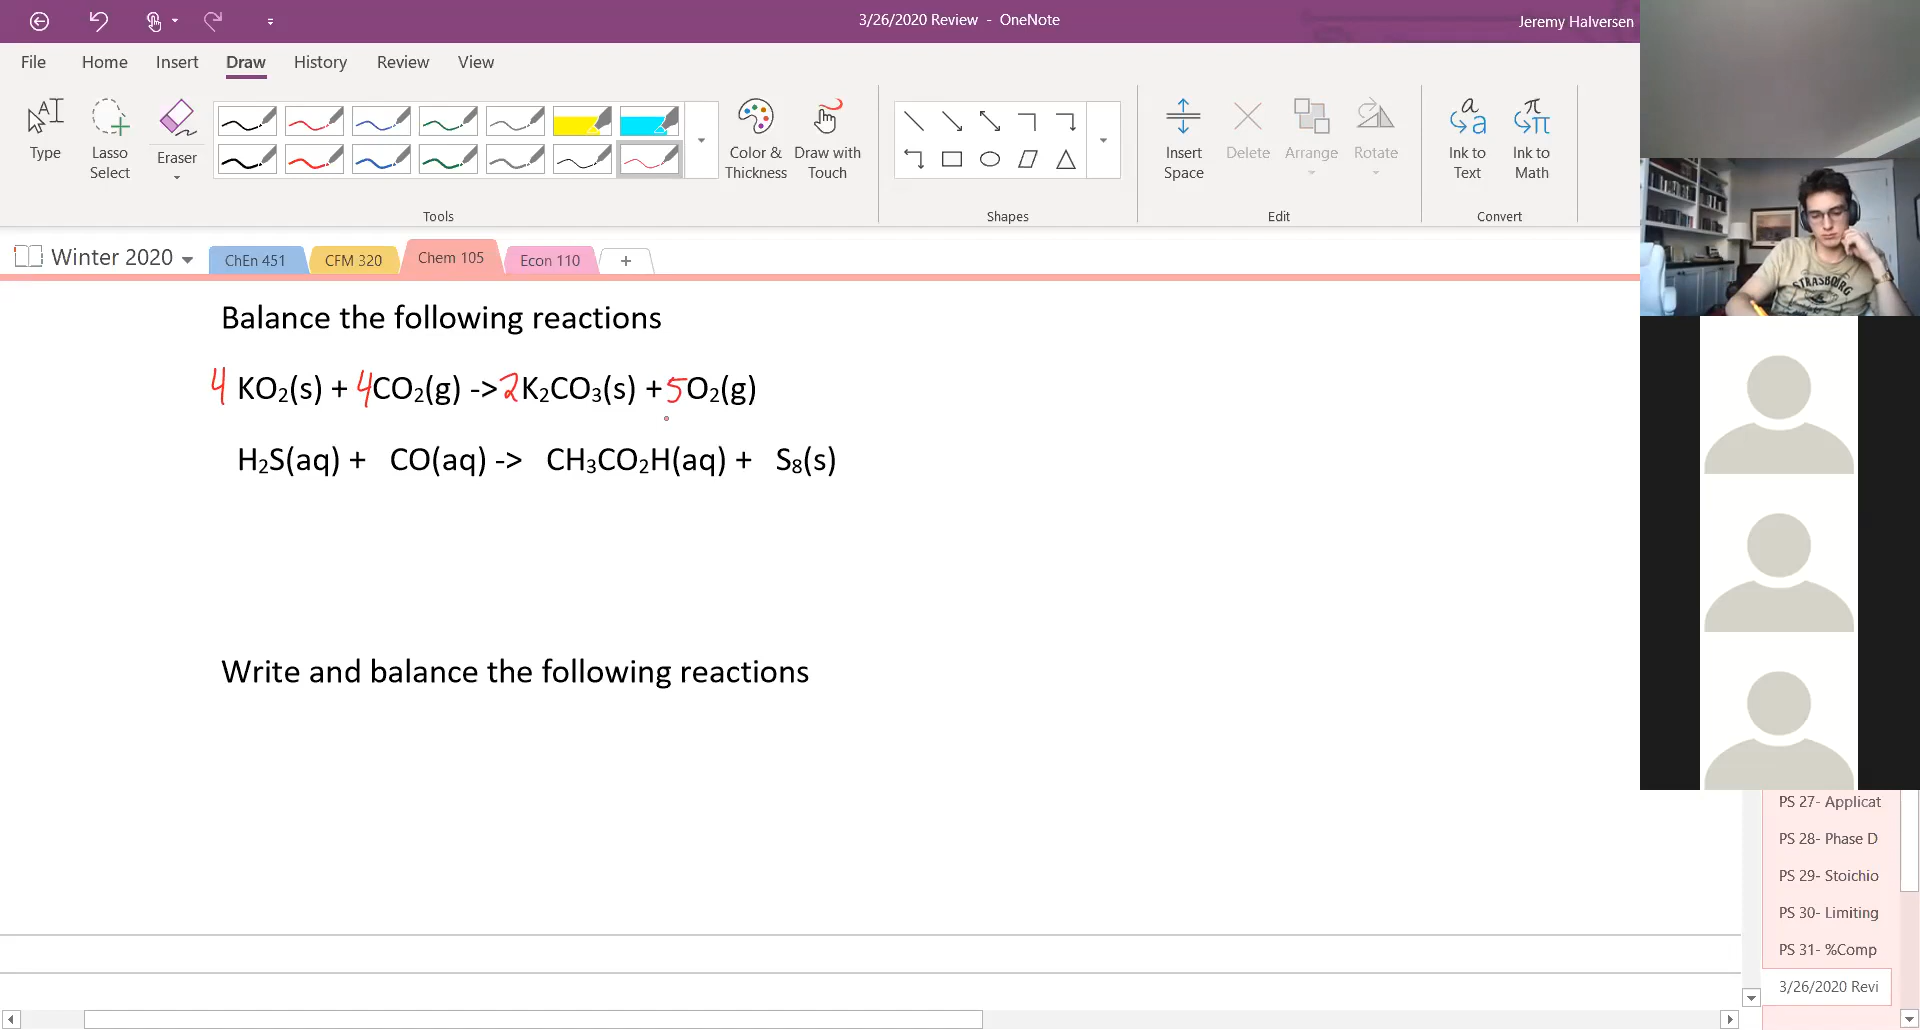 3/26/2020 Review - OneNote
Jeremy Halversen
File Home Insert Draw History Review View
Type
Lasso Select
Eraser
Color & Thickness
Draw with Touch
Insert Space
Delete
Arrange
Rotate
Ink to Text
Ink to Math
Tools
Shapes
Edit
Convert
Winter 2020
ChEn 451
CFM 320
Chem 105
Econ 110
+
STRASBOURG
Balance the following reactions
4 KO₂(s) + 4CO₂(g) ->2K₂CO₃(s) +5O₂(g)
H₂S(aq) + CO(aq) -> CH₃CO₂H(aq) + S₈(s)
Write and balance the following reactions
PS 27- Applicat
PS 28- Phase D
PS 29- Stoichio
PS 30- Limiting
PS 31- %Comp
3/26/2020 Revi